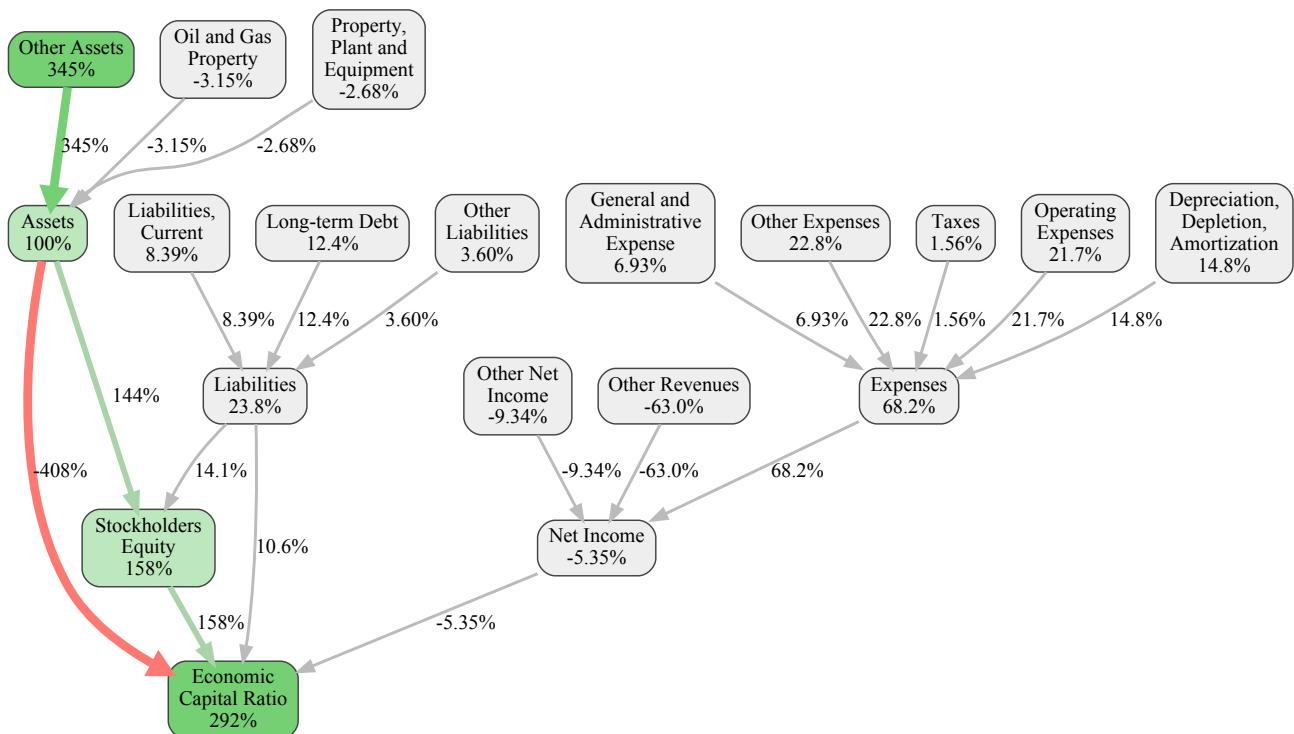 Other Assets
345%
Oil and Gas
Property
-3.15%
Property,
Plant and
Equipment
-2.68%
345%
-3.15%
-2.68%
Assets
100%
Liabilities,
Current
8.39%
Long-term Debt
12.4%
Other
Liabilities
3.60%
General and
Administrative
Expense
6.93%
Other Expenses
22.8%
Taxes
1.56%
Operating
Expenses
21.7%
Depreciation,
Depletion,
Amortization
14.8%
8.39%
12.4%
3.60%
6.93%
22.8%
1.56%
21.7%
14.8%
144%
Liabilities
23.8%
Other Net
Income
-9.34%
Other Revenues
-63.0%
Expenses
68.2%
-408%
14.1%
-9.34%
-63.0%
68.2%
Stockholders
Equity
158%
10.6%
Net Income
-5.35%
158%
-5.35%
Economic
Capital Ratio
292%